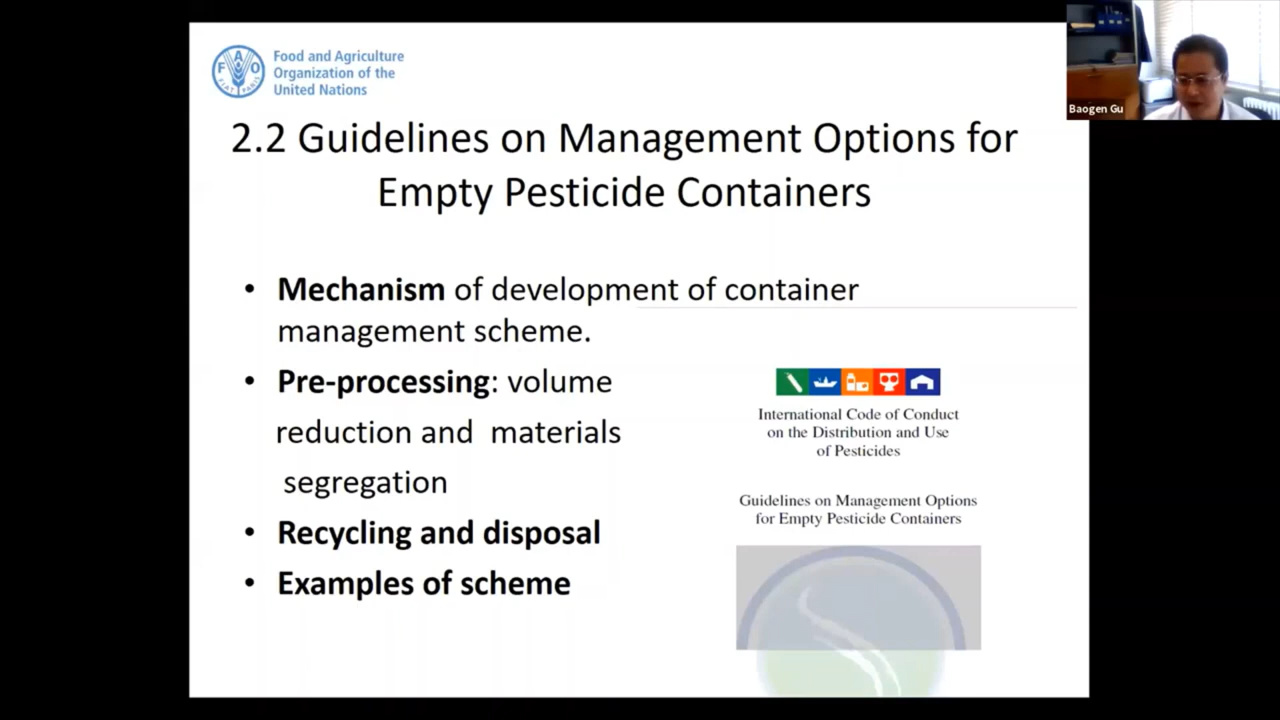 Food and Agriculture
Organization of the
United Nations
F A O
FIAT PANIS
Baogen Gu
2.2 Guidelines on Management Options for
Empty Pesticide Containers
• Mechanism of development of container
management scheme.
• Pre-processing: volume
reduction and materials
segregation
• Recycling and disposal
• Examples of scheme
International Code of Conduct
on the Distribution and Use
of Pesticides
Guidelines on Management Options
for Empty Pesticide Containers